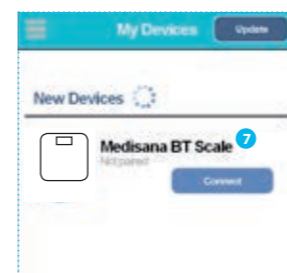 My Devices Update
New Devices
Medisana BT Scale 7
Not paired
Connect